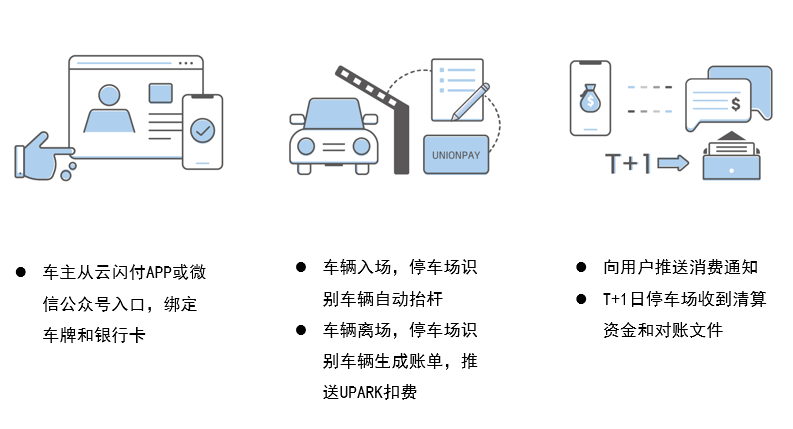 UNIONPAY
$
$
T+1
● 车主从云闪付APP或微
信公众号入口，绑定
车牌和银行卡
● 车辆入场，停车场识
别车辆自动抬杆
● 车辆离场，停车场识
别车辆生成账单，推
送UPARK扣费
● 向用户推送消费通知
● T+1日停车场收到清算
资金和对账文件